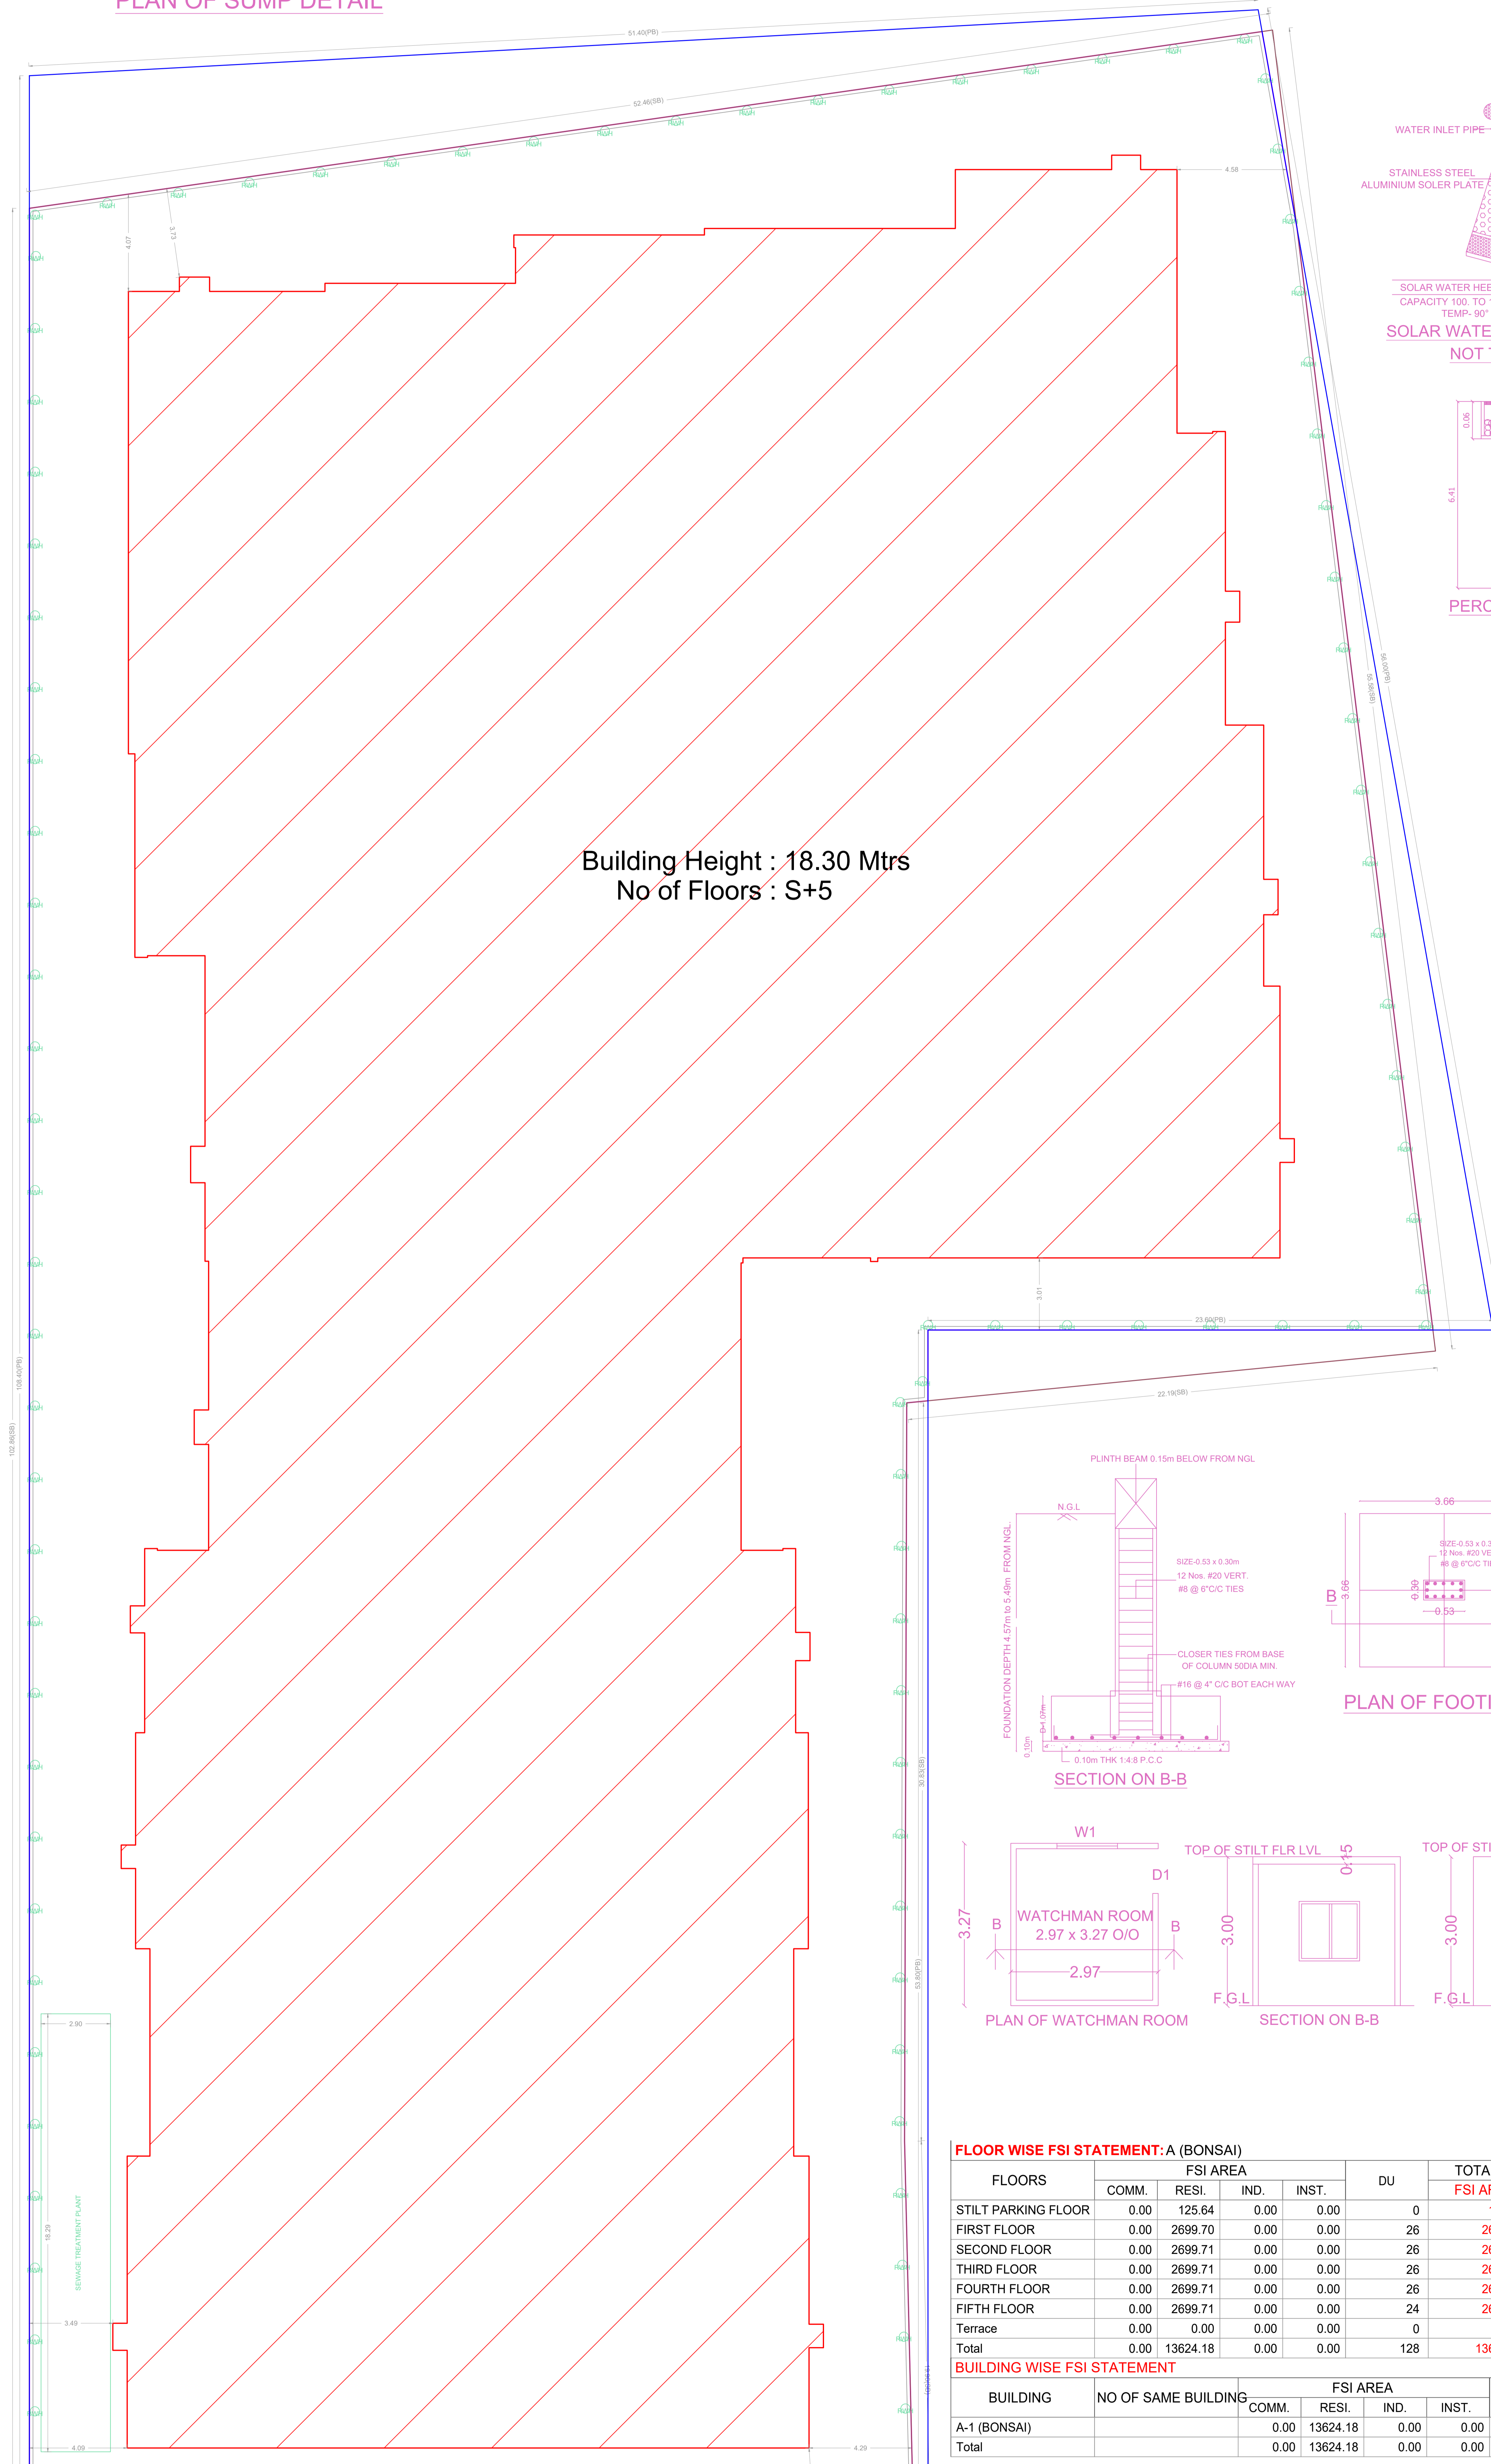 PLAN OF SUMP DETAIL
51.40(PB)
52.46(SB)
4.07
3.73
4.58
WATER INLET PIPE
STAINLESS STEEL
ALUMINIUM SOLER PLATE
CAPACITY 100. TO
TEMP- 90°
0.06
6.41
56.00(PB)
55.56(SB)
Building Height : 18.30 Mtrs
No of Floors : S+5
3.01
23.60(PB)
22.19(SB)
108.40(PB)
102.86(SB)
PLINTH BEAM 0.15m BELOW FROM NGL
N.G.L
FOUNDATION DEPTH 4.57m to 5.49m FROM NGL.
SIZE-0.53 x 0.30m
12 Nos. #20 VERT.
#8 @ 6"C/C TIES
CLOSER TIES FROM BASE
OF COLUMN 50DIA MIN.
#16 @ 4" C/C BOT EACH WAY
D-1.07m
0.10m
0.10m THK 1:4:8 P.C.C
SECTION ON B-B
3.66
3.66
12 Nos. #20
#8 @ 6"C/C
0.30
0.53
B
PLAN OF
30.83(SB)
53.80(PB)
W1
D1
WATCHMAN ROOM
2.97 x 3.27 O/O
3.27
B
B
2.97
PLAN OF WATCHMAN ROOM
TOP OF STILT FLR LVL
0.15
3.00
F.G.L
SECTION ON B-B
TOP OF
3.00
F.G.L
2.90
18.29
SEWAGE TREATMENT PLANT
3.49
4.09
4.29
FLOOR WISE FSI STATEMENT: A (BONSAI)
FLOORS FSI AREA DU
COMM. RESI. IND. INST. FSI
STILT PARKING FLOOR 0.00 125.64 0.00 0.00 0
FIRST FLOOR 0.00 2699.70 0.00 0.00 26
SECOND FLOOR 0.00 2699.71 0.00 0.00 26
THIRD FLOOR 0.00 2699.71 0.00 0.00 26
FOURTH FLOOR 0.00 2699.71 0.00 0.00 26
FIFTH FLOOR 0.00 2699.71 0.00 0.00 24
Terrace 0.00 0.00 0.00 0.00 0
Total 0.00 13624.18 0.00 0.00 128
BUILDING WISE FSI STATEMENT
BUILDING NO OF SAME BUILDING FSI AREA
COMM. RESI. IND. INST.
A-1 (BONSAI) 0.00 13624.18 0.00 0.00
Total 0.00 13624.18 0.00 0.00